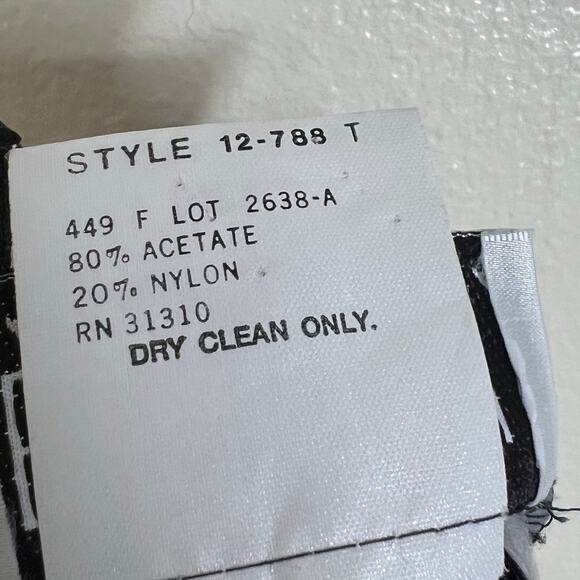 STYLE 12-788 T
449 F LOT 2638-A
80% ACETATE
20% NYLON
RN 31310
DRY CLEAN ONLY.